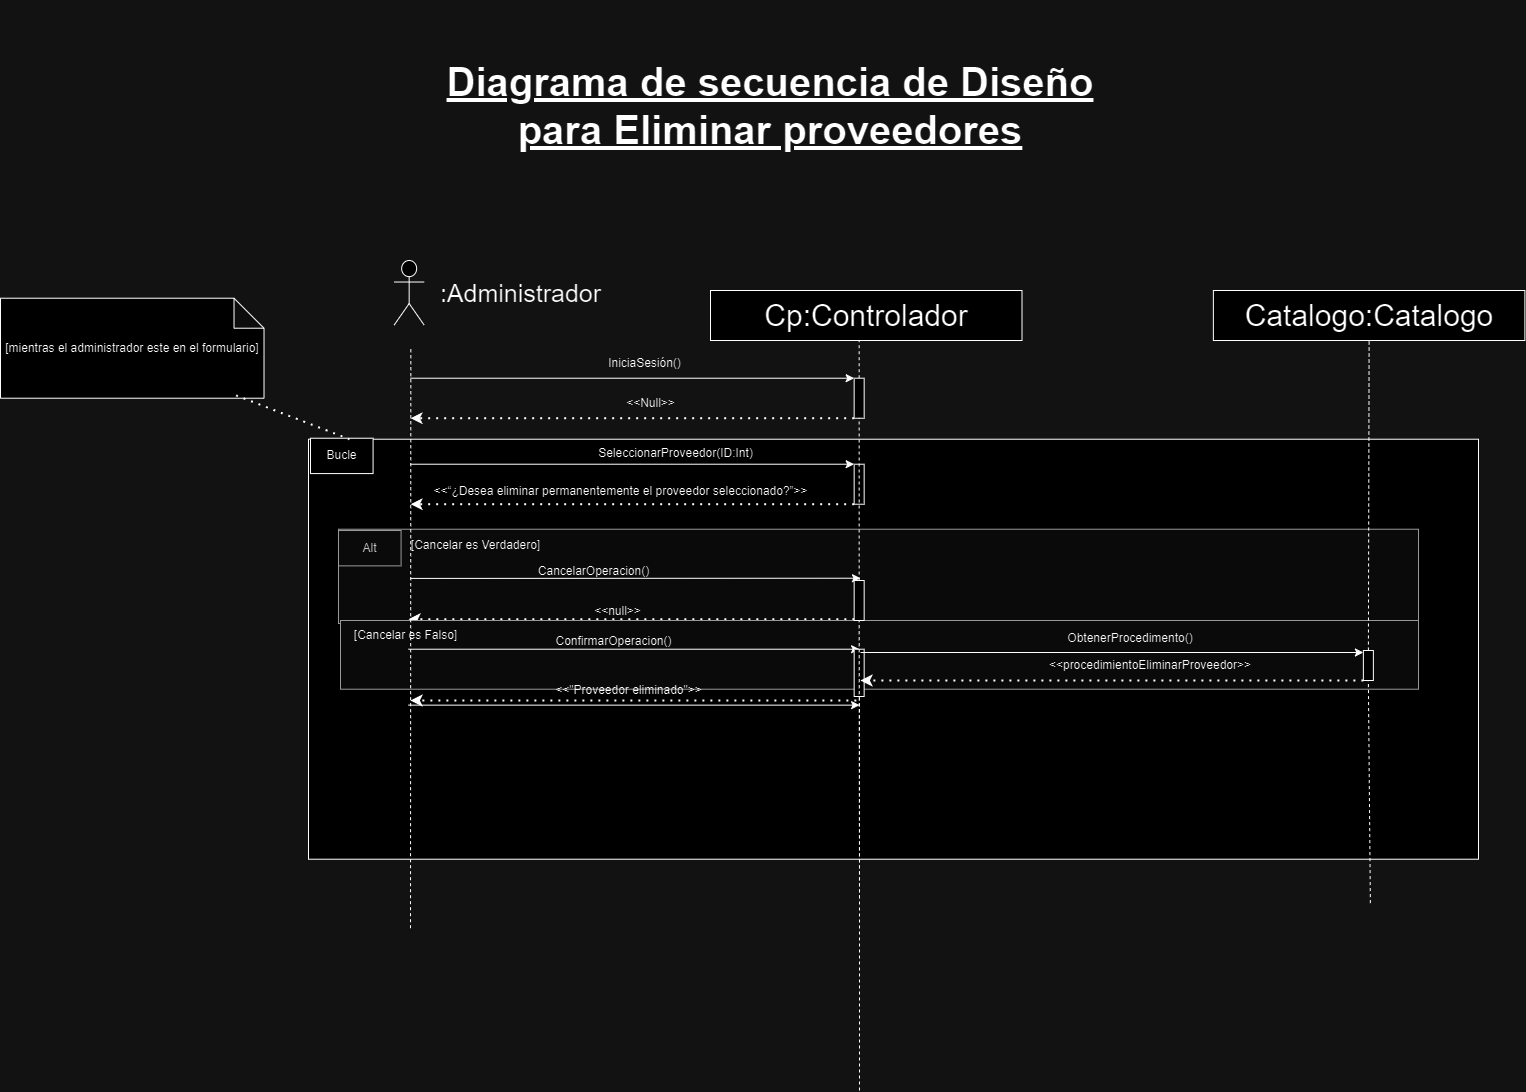 Diagrama de secuencia de Diseño
para Eliminar proveedores
:Administrador
Cp:Controlador
Catalogo:Catalogo
[mientras el administrador este en el formulario]
IniciaSesión()
<<Null>>
Bucle
SeleccionarProveedor(ID:Int)
<<“¿Desea eliminar permanentemente el proveedor seleccionado?”>>
Alt
[Cancelar es Verdadero]
CancelarOperacion()
<<null>>
[Cancelar es Falso]
ConfirmarOperacion()
ObtenerProcedimento()
<<procedimientoEliminarProveedor>>
<<"Proveedor eliminado">>